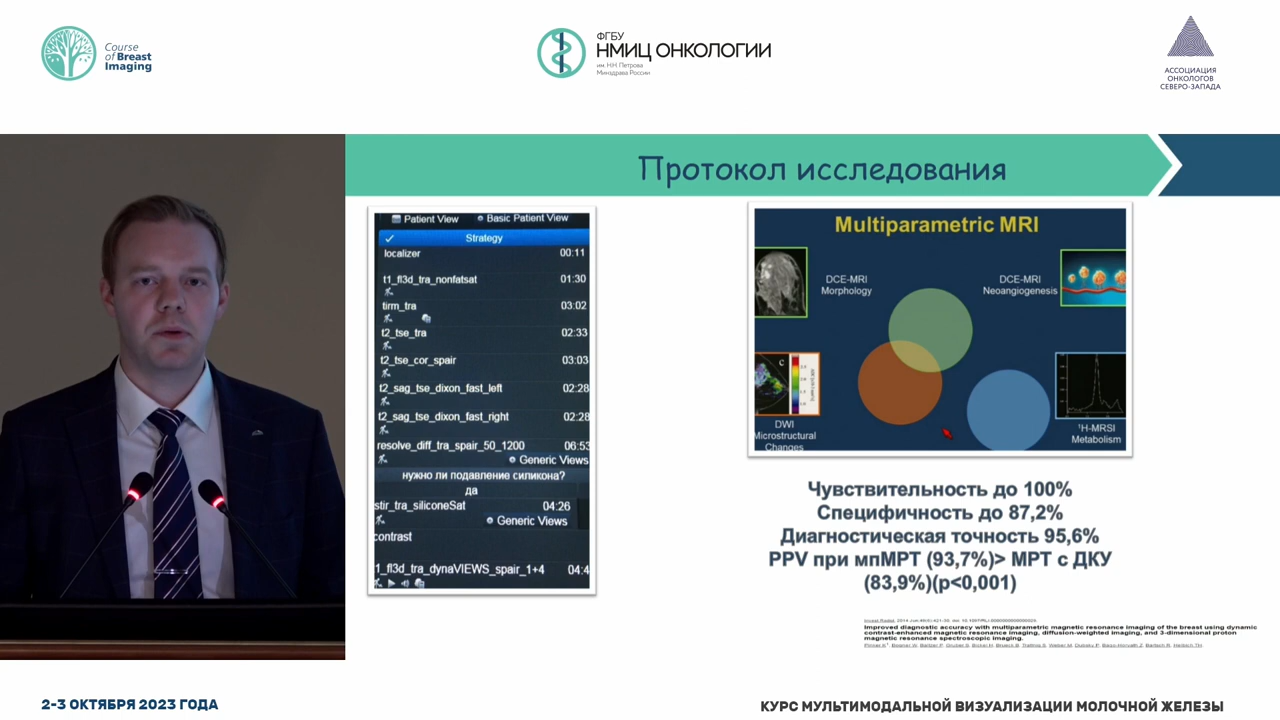 Course
of Breast
Imaging
ФГБУ
НМИЦ ОНКОЛОГИИ
им. Н.Н. Петрова
Минздрава России
АССОЦИАЦИЯ
ОНКОЛОГОВ
СЕВЕРО-ЗАПАДА
Протокол исследования
Patient View Basic Patient View
Strategy
localizer 00:11
t1_fl3d_tra_nonfatsat 01:30
tirm_tra 03:02
t2_tse_tra 02:33
t2_tse_cor_spair 03:03
t2_sag_tse_dixon_fast_left 02:28
t2_sag_tse_dixon_fast_right 02:28
resolve_diff_tra_spair_50_1200 06:53
Generic Views
нужно ли подавление силикона?
да
stir_tra_siliconeSat 04:26
Generic Views
contrast
1_fl3d_tra_dynaVIEWS_spair_1+4 04:4
Multiparametric MRI
DCE-MRI
Morphology
DCE-MRI
Neoangiogenesis
c
DWI
Microstructural
Changes
¹H-MRSI
Metabolism
Чувствительность до 100%
Специфичность до 87,2%
Диагностическая точность 95,6%
PPV при мпМРТ (93,7%)> МРТ с ДКУ
(83,9%)(p<0,001)
Improved diagnostic accuracy with multiparametric magnetic resonance imaging of the breast using dynamic
contrast-enhanced magnetic resonance imaging, diffusion-weighted imaging, and 3-dimensional proton
magnetic resonance spectroscopic imaging.
2-3 ОКТЯБРЯ 2023 ГОДА
КУРС МУЛЬТИМОДАЛЬНОЙ ВИЗУАЛИЗАЦИИ МОЛОЧНОЙ ЖЕЛЕЗЫ